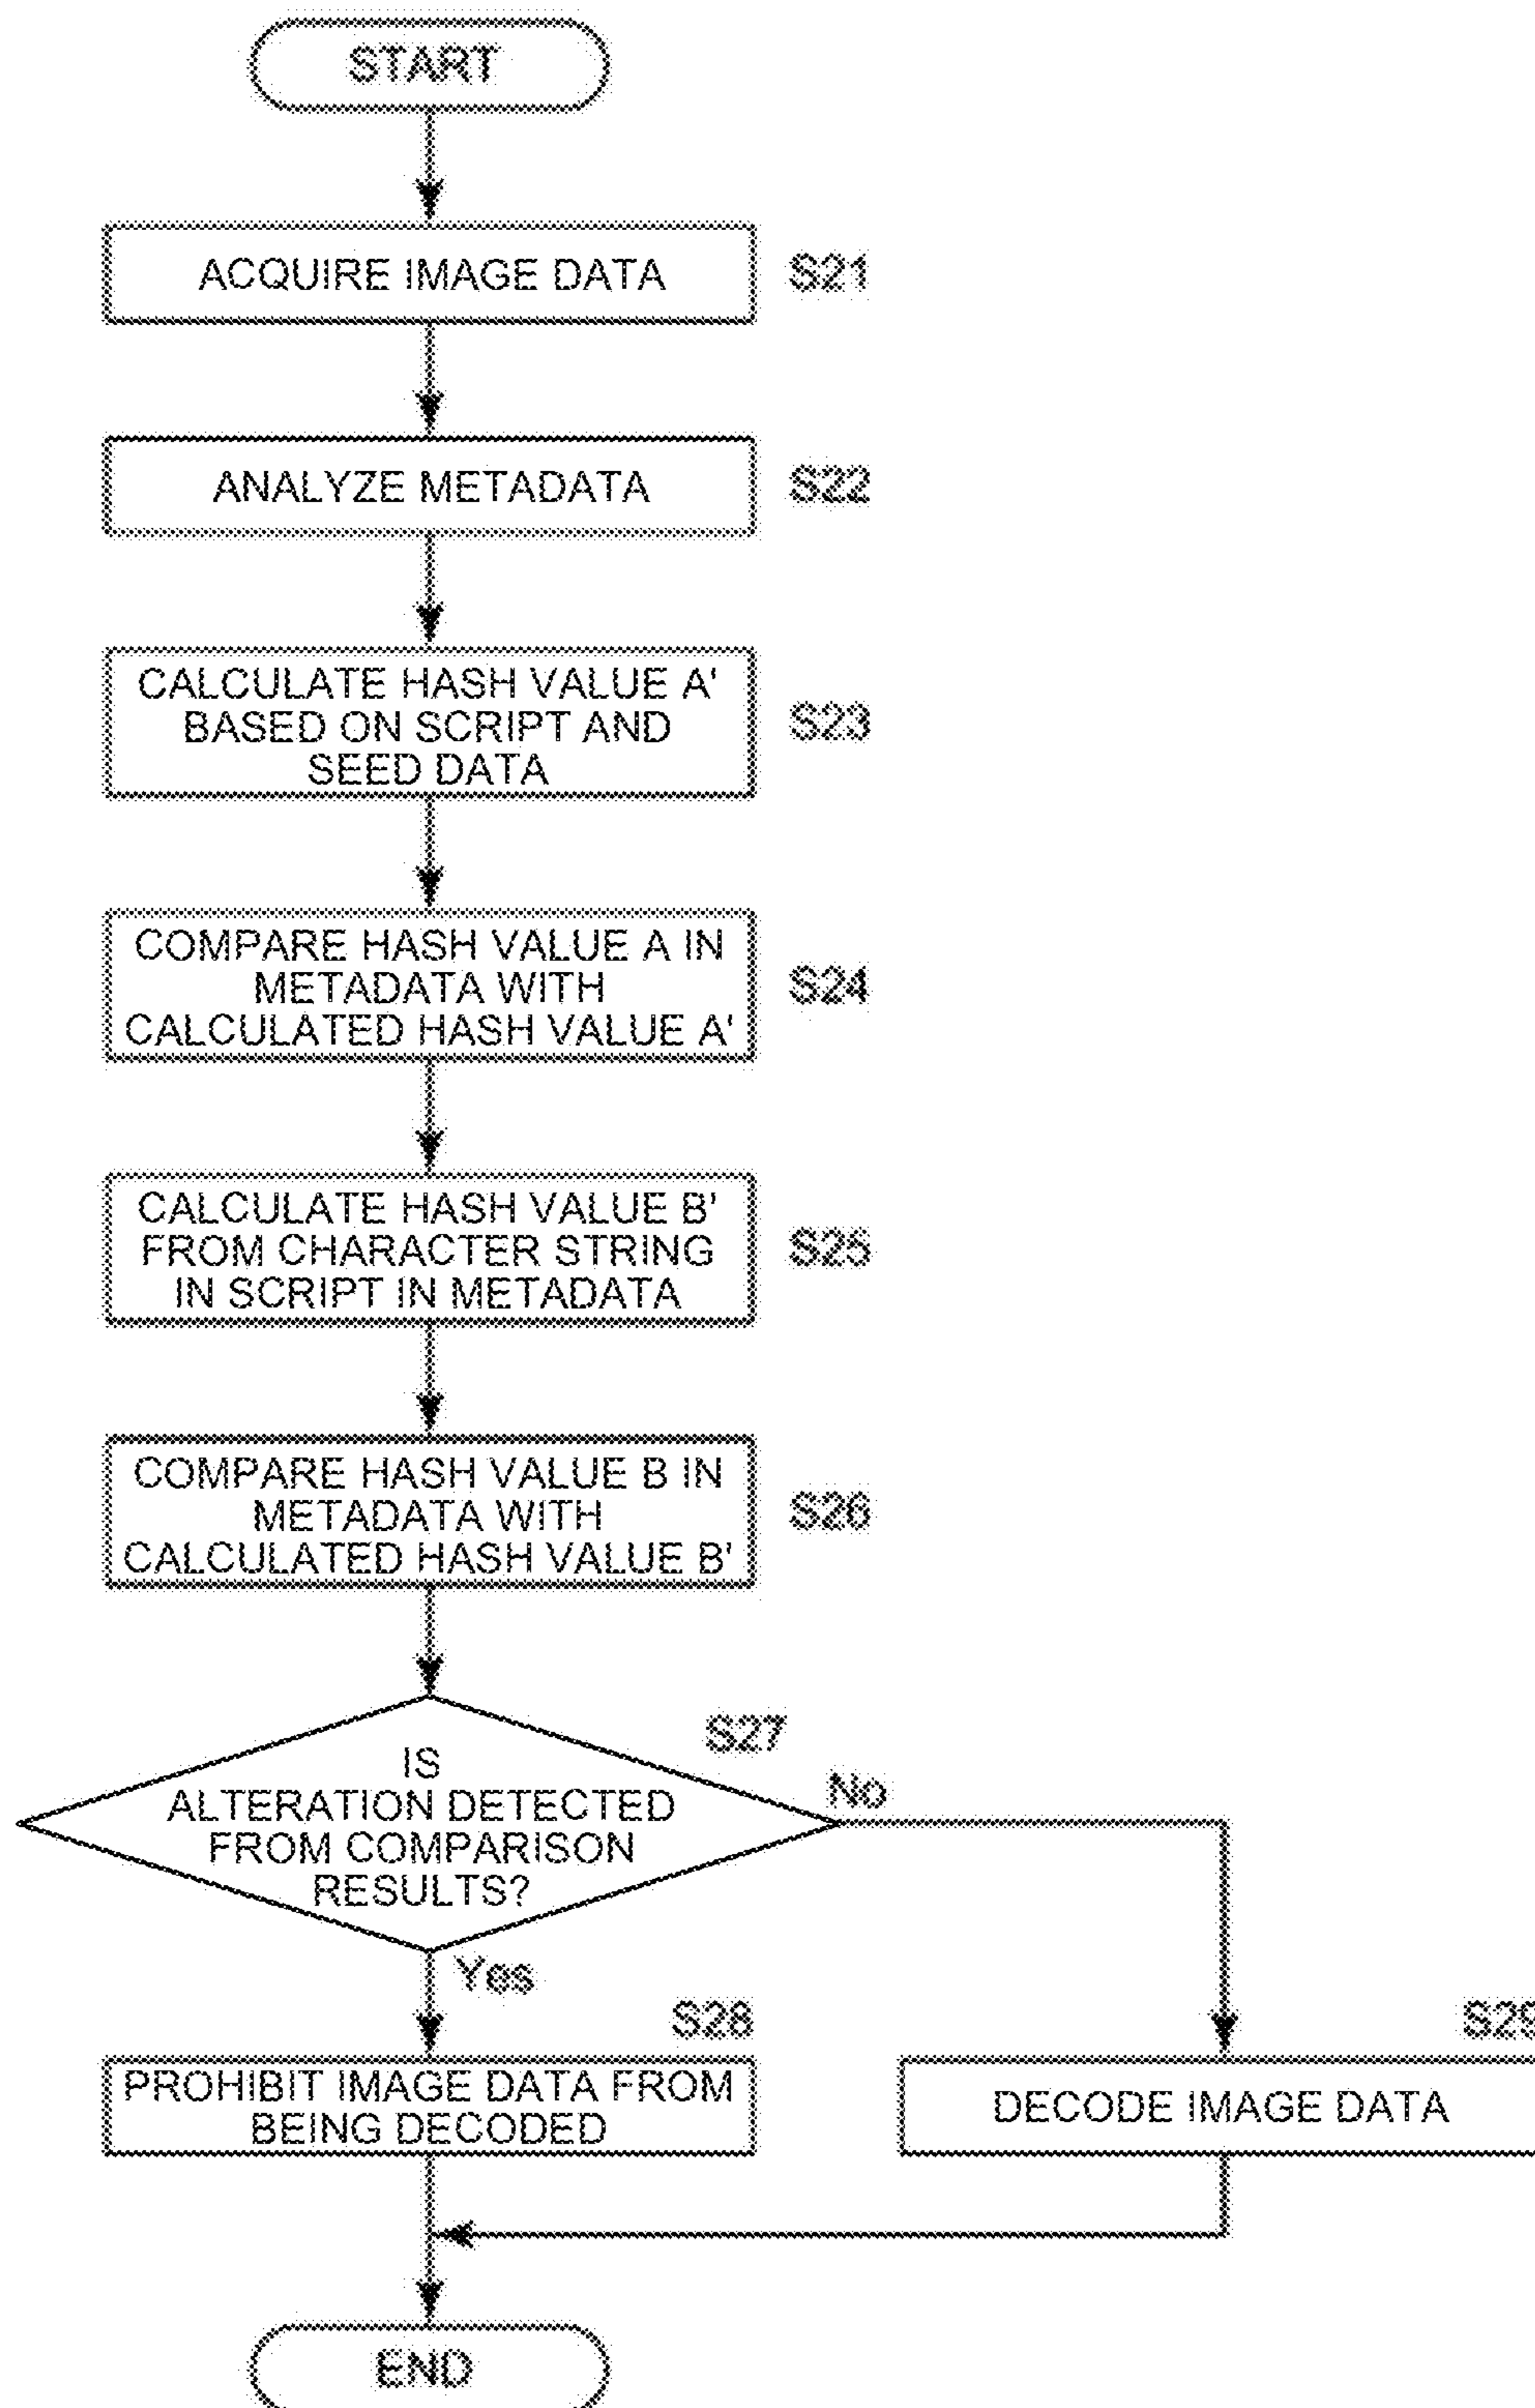 START
ACQUIRE IMAGE DATA
S21
ANALYZE METADATA
S22
CALCULATE HASH VALUE A'
BASED ON SCRIPT AND
SEED DATA
S23
COMPARE HASH VALUE A IN
METADATA WITH
CALCULATED HASH VALUE A'
S24
CALCULATE HASH VALUE B'
FROM CHARACTER STRING
IN SCRIPT IN METADATA
S25
COMPARE HASH VALUE B IN
METADATA WITH
CALCULATED HASH VALUE B'
S26
S27
IS
ALTERATION DETECTED
FROM COMPARISON
RESULTS?
No
Yes
S28
PROHIBIT IMAGE DATA FROM
BEING DECODED
S29
DECODE IMAGE DATA
END